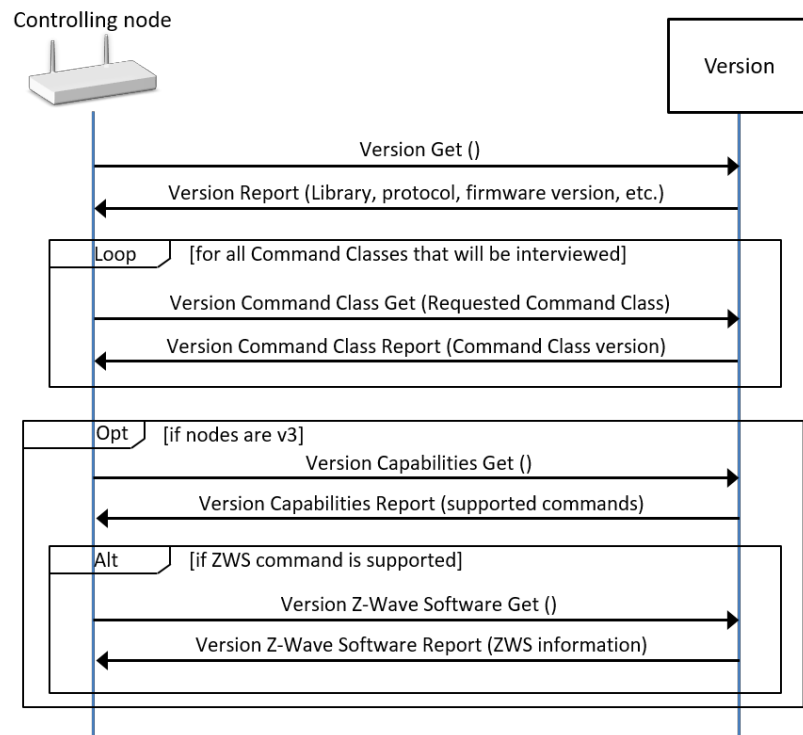 Controlling node
Version
Version Get ()
Version Report (Library, protocol, firmware version, etc.)
Loop [for all Command Classes that will be interviewed]
Version Command Class Get (Requested Command Class)
Version Command Class Report (Command Class version)
Opt [if nodes are v3]
Version Capabilities Get ()
Version Capabilities Report (supported commands)
Alt [if ZWS command is supported]
Version Z-Wave Software Get ()
Version Z-Wave Software Report (ZWS information)